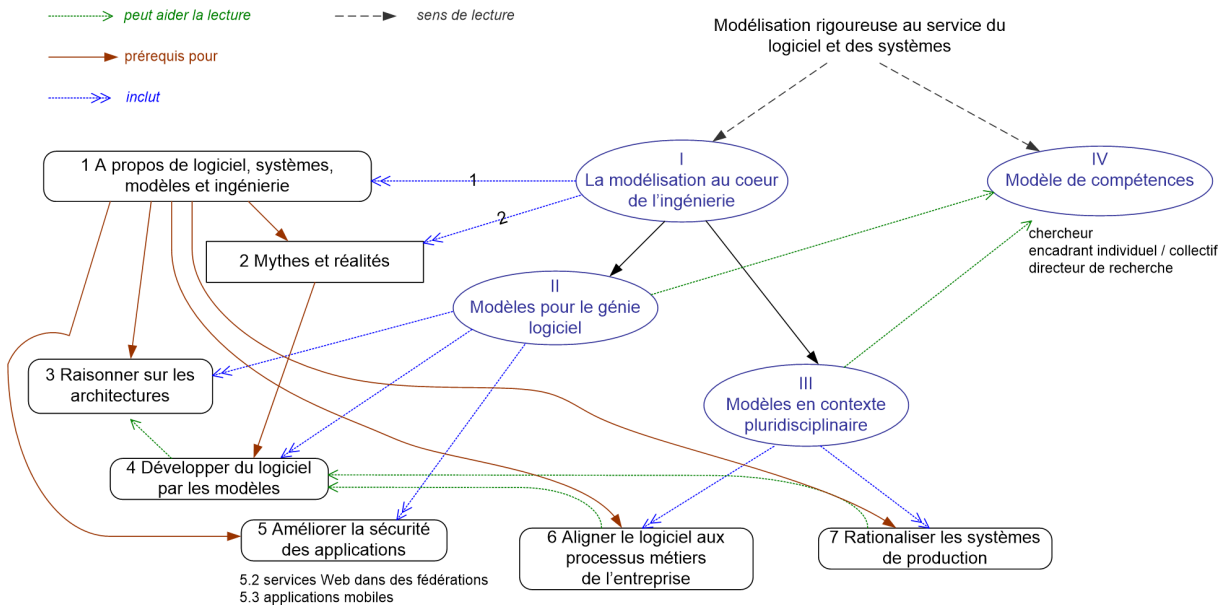 peut aider la lecture
sens de lecture
prérequis pour
inclut
Modélisation rigoureuse au service du
logiciel et des systèmes
1 A propos de logiciel, systèmes,
modèles et ingénierie
1
I
La modélisation au coeur
de l'ingénierie
IV
Modèle de compétences
2
chercheur
encadrant individuel / collectif
directeur de recherche
2 Mythes et réalités
II
Modèles pour le génie
logiciel
3 Raisonner sur les
architectures
III
Modèles en contexte
pluridisciplinaire
4 Développer du logiciel
par les modèles
5 Améliorer la sécurité
des applications
5.2 services Web dans des fédérations
5.3 applications mobiles
6 Aligner le logiciel aux
processus métiers
de l'entreprise
7 Rationaliser les systèmes
de production